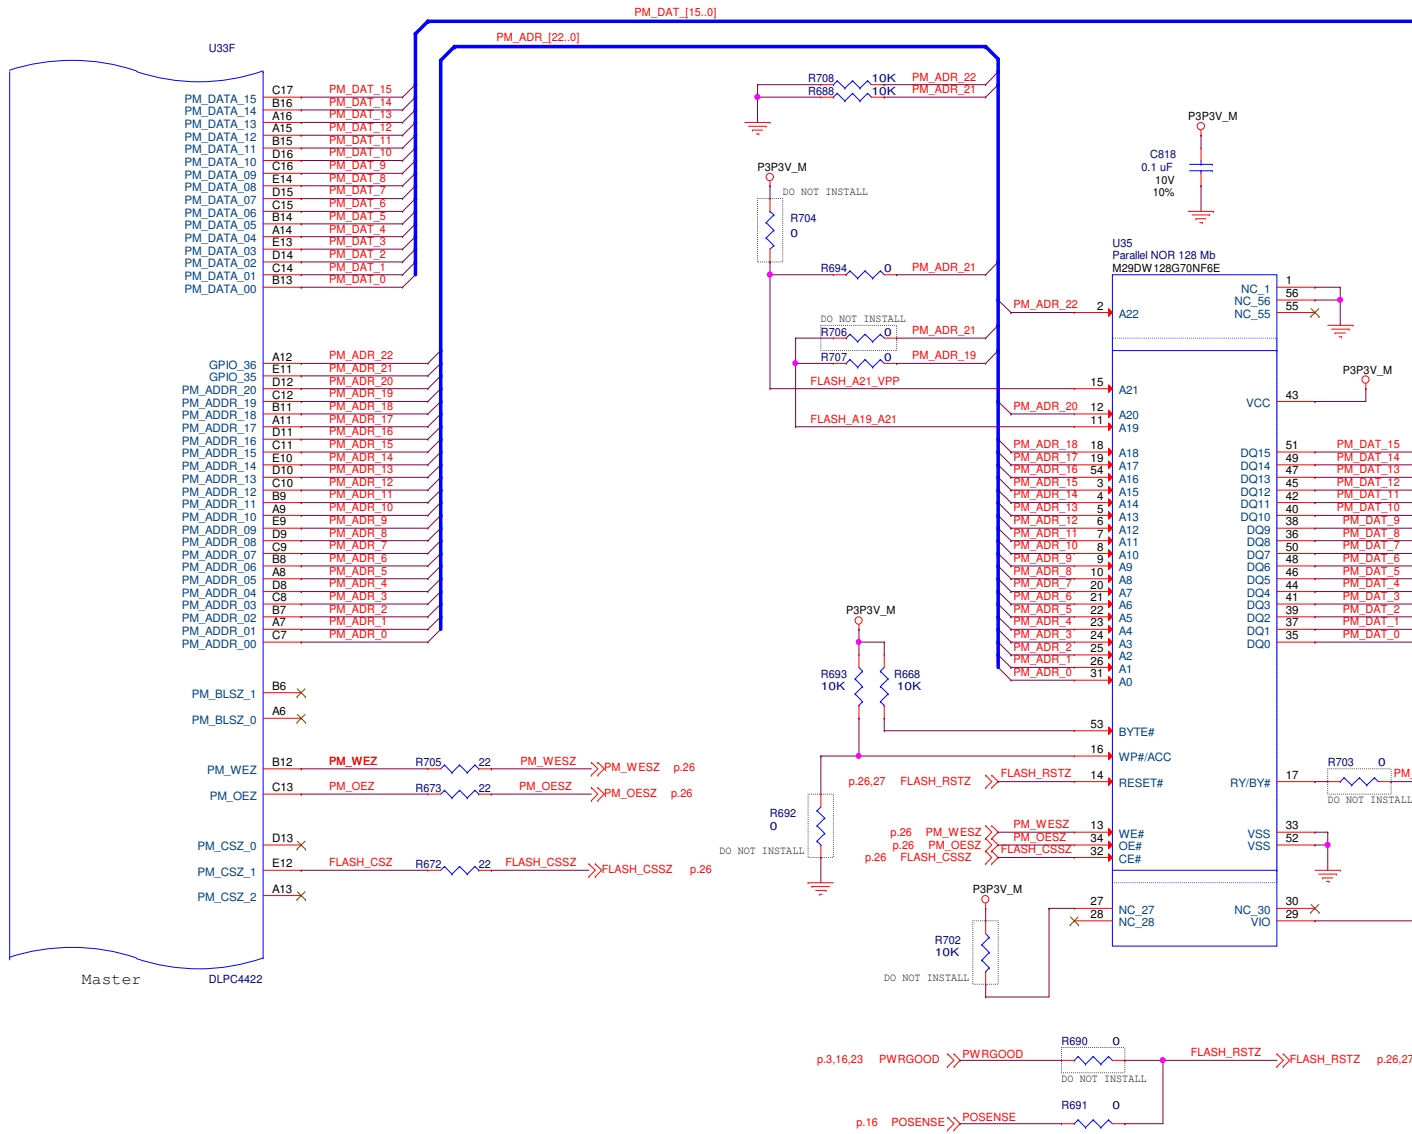 PM_DAT_[15..0]
PM_ADR_[22..0]
U33F
PM_DATA_15 C17 PM_DAT_15
PM_DATA_14 B16 PM_DAT_14
PM_DATA_13 A16 PM_DAT_13
PM_DATA_12 A15 PM_DAT_12
PM_DATA_11 B15 PM_DAT_11
PM_DATA_10 D16 PM_DAT_10
PM_DATA_09 C16 PM_DAT_9
PM_DATA_08 E14 PM_DAT_8
PM_DATA_07 D15 PM_DAT_7
PM_DATA_06 C15 PM_DAT_6
PM_DATA_05 B14 PM_DAT_5
PM_DATA_04 A14 PM_DAT_4
PM_DATA_03 E13 PM_DAT_3
PM_DATA_02 D14 PM_DAT_2
PM_DATA_01 C14 PM_DAT_1
PM_DATA_00 B13 PM_DAT_0
GPIO_36 A12 PM_ADR_22
GPIO_35 E11 PM_ADR_21
PM_ADDR_20 D12 PM_ADR_20
PM_ADDR_19 C12 PM_ADR_19
PM_ADDR_18 B11 PM_ADR_18
PM_ADDR_17 A11 PM_ADR_17
PM_ADDR_16 D11 PM_ADR_16
PM_ADDR_15 C11 PM_ADR_15
PM_ADDR_14 E10 PM_ADR_14
PM_ADDR_13 D10 PM_ADR_13
PM_ADDR_12 C10 PM_ADR_12
PM_ADDR_11 B9 PM_ADR_11
PM_ADDR_10 A9 PM_ADR_10
PM_ADDR_09 E9 PM_ADR_9
PM_ADDR_08 D9 PM_ADR_8
PM_ADDR_07 C9 PM_ADR_7
PM_ADDR_06 B8 PM_ADR_6
PM_ADDR_05 A8 PM_ADR_5
PM_ADDR_04 D8 PM_ADR_4
PM_ADDR_03 C8 PM_ADR_3
PM_ADDR_02 B7 PM_ADR_2
PM_ADDR_01 A7 PM_ADR_1
PM_ADDR_00 C7 PM_ADR_0
PM_BLSZ_1 B6
PM_BLSZ_0 A6
PM_WEZ B12 PM_WEZ R705 22 PM_WESZ PM_WESZ p.26
PM_OEZ C13 PM_OEZ R673 22 PM_OESZ PM_OESZ p.26
PM_CSZ_0 D13
PM_CSZ_1 E12 FLASH_CSZ R672 22 FLASH_CSSZ FLASH_CSSZ p.26
PM_CSZ_2 A13
Master DLPC4422
R708 10K PM_ADR_22
R688 10K PM_ADR_21
P3P3V_M
DO NOT INSTALL
R704
0
R694 0 PM_ADR_21
DO NOT INSTALL
R706 0 PM_ADR_21
R707 0 PM_ADR_19
FLASH_A21_VPP
FLASH_A19_A21
P3P3V_M
C818
0.1 uF
10V
10%
U35
Parallel NOR 128 Mb
M29DW128G70NF6E
PM_ADR_22 2 A22
15 A21
PM_ADR_20 12 A20
11 A19
PM_ADR_18 18 A18
PM_ADR_17 19 A17
PM_ADR_16 54 A16
PM_ADR_15 3 A15
PM_ADR_14 4 A14
PM_ADR_13 5 A13
PM_ADR_12 6 A12
PM_ADR_11 7 A11
PM_ADR_10 8 A10
PM_ADR_9 9 A9
PM_ADR_8 10 A8
PM_ADR_7 20 A7
PM_ADR_6 21 A6
PM_ADR_5 22 A5
PM_ADR_4 23 A4
PM_ADR_3 24 A3
PM_ADR_2 25 A2
PM_ADR_1 26 A1
PM_ADR_0 31 A0
53 BYTE#
16 WP#/ACC
p.26,27 FLASH_RSTZ FLASH_RSTZ 14 RESET#
p.26 PM_WESZ PM_WESZ 13 WE#
p.26 PM_OESZ PM_OESZ 34 OE#
p.26 FLASH_CSSZ FLASH_CSSZ 32 CE#
27 NC_27
28 NC_28
NC_1 1
NC_56 56
NC_55 55
P3P3V_M
VCC 43
DQ15 51 PM_DAT_15
DQ14 49 PM_DAT_14
DQ13 47 PM_DAT_13
DQ12 45 PM_DAT_12
DQ11 42 PM_DAT_11
DQ10 40 PM_DAT_10
DQ9 38 PM_DAT_9
DQ8 36 PM_DAT_8
DQ7 50 PM_DAT_7
DQ6 48 PM_DAT_6
DQ5 46 PM_DAT_5
DQ4 44 PM_DAT_4
DQ3 41 PM_DAT_3
DQ2 39 PM_DAT_2
DQ1 37 PM_DAT_1
DQ0 35 PM_DAT_0
RY/BY# 17 R703 0 PM_
DO NOT INSTALL
VSS 33
VSS 52
NC_30 30
VIO 29
P3P3V_M
R693 R668
10K 10K
R692
0
DO NOT INSTALL
P3P3V_M
R702
10K
DO NOT INSTALL
R690 0
p.3,16,23 PWRGOOD PWRGOOD FLASH_RSTZ FLASH_RSTZ p.26,27
DO NOT INSTALL
R691 0
p.16 POSENSE POSENSE